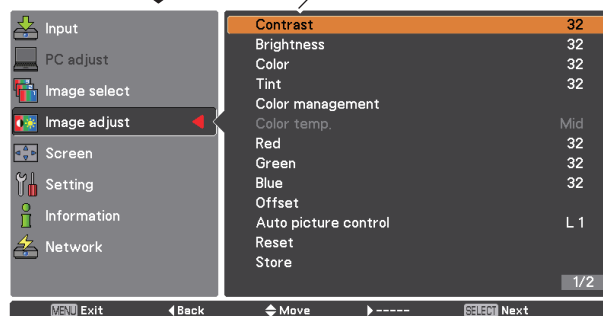 Input
PC adjust
Image select
Image adjust
Screen
Setting
Information
Network
Contrast 32
Brightness 32
Color 32
Tint 32
Color management
Color temp. Mid
Red 32
Green 32
Blue 32
Offset
Auto picture control L 1
Reset
Store
1/2
MENU Exit Back Move ----- SELECT Next